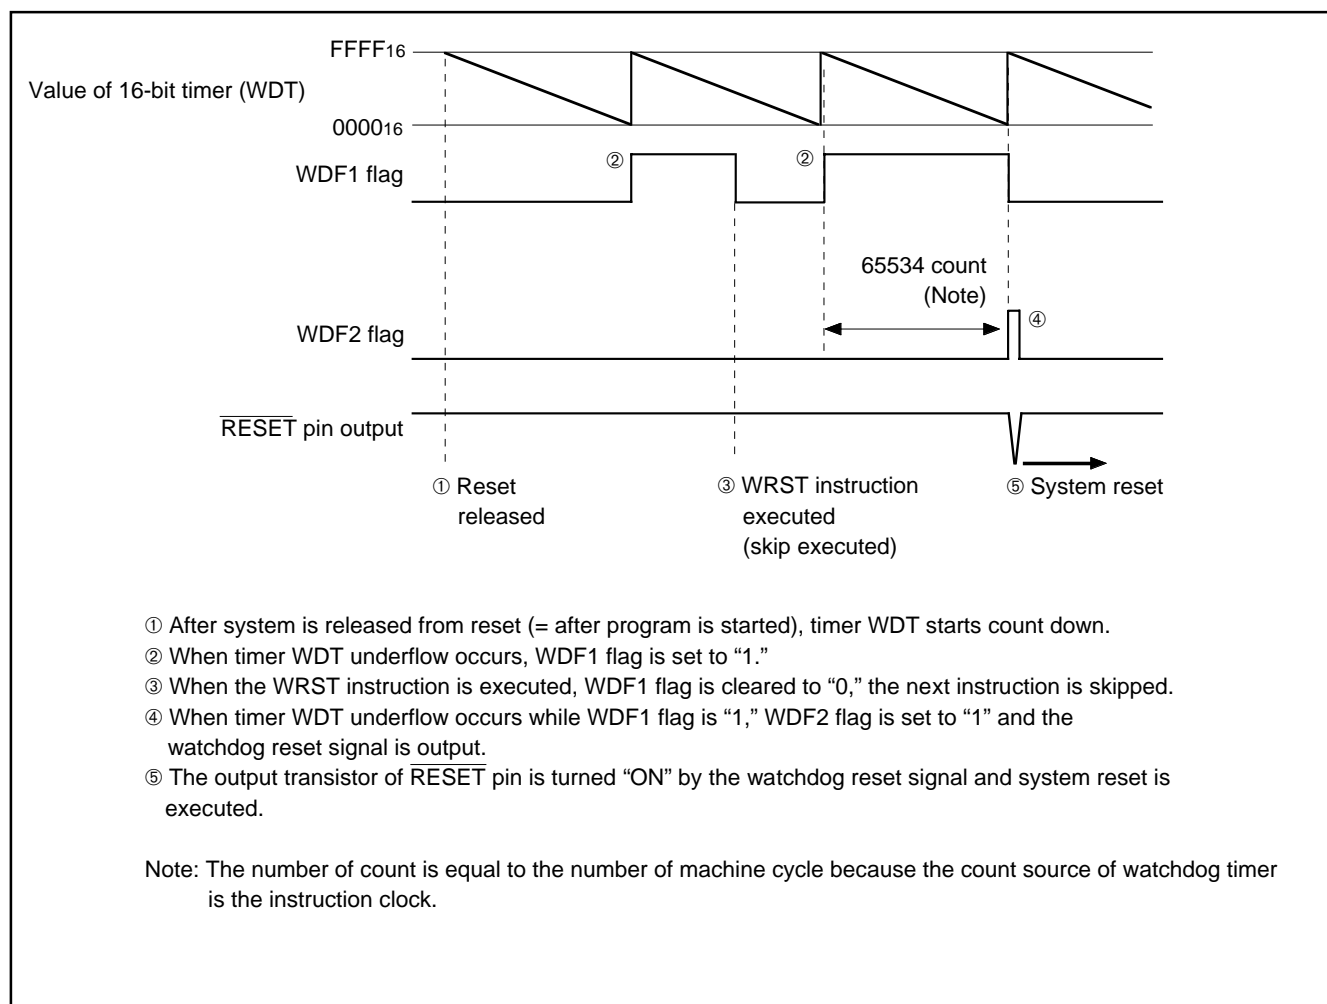 FFFF16
Value of 16-bit timer (WDT)
000016
② ②
WDF1 flag
65534 count
(Note)
WDF2 flag ④
RESET pin output
① Reset
released
③ WRST instruction
executed
(skip executed)
⑤ System reset
① After system is released from reset (= after program is started), timer WDT starts count down.
② When timer WDT underflow occurs, WDF1 flag is set to “1.”
③ When the WRST instruction is executed, WDF1 flag is cleared to “0,” the next instruction is skipped.
④ When timer WDT underflow occurs while WDF1 flag is “1,” WDF2 flag is set to “1” and the
watchdog reset signal is output.
⑤ The output transistor of RESET pin is turned “ON” by the watchdog reset signal and system reset is
executed.
Note: The number of count is equal to the number of machine cycle because the count source of watchdog timer
is the instruction clock.